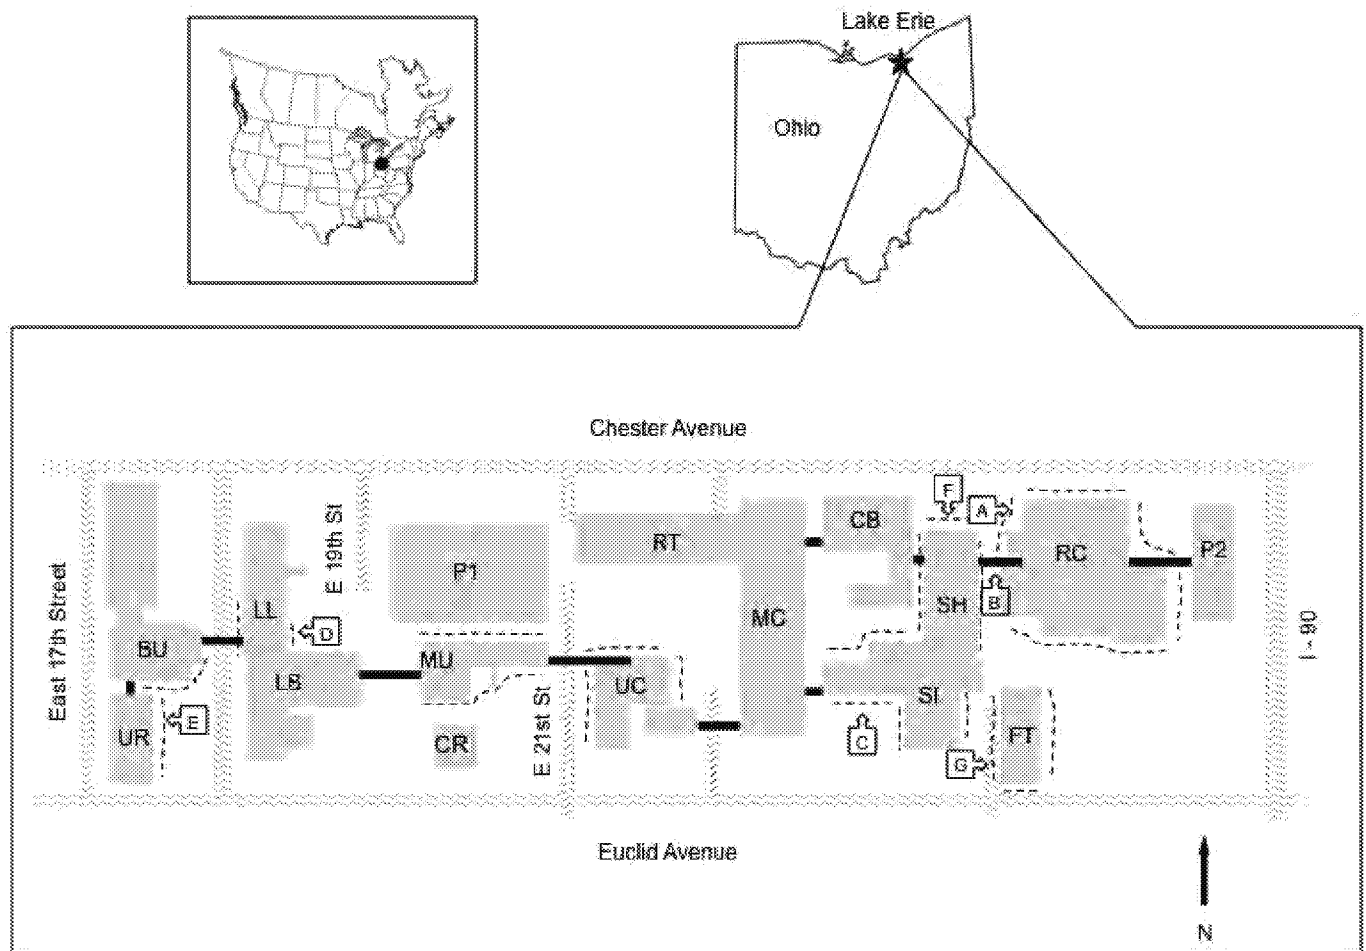 Lake Erie
Ohio
Chester Avenue
East 17th Street
E 19th St
E 21st St
I - 90
F
A
CB
RT
RC
P2
P1
LL
MC
SH
B
D
BU
MU
LB
UC
SI
E
UR
CR
C
G
FT
Euclid Avenue
N